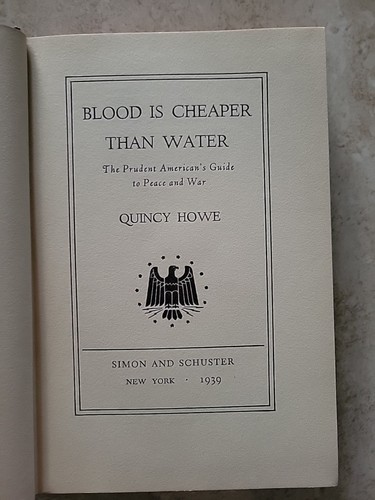 BLOOD IS CHEAPER
THAN WATER
The Prudent American's Guide
to Peace and War
QUINCY HOWE
SIMON AND SCHUSTER
NEW YORK · 1939